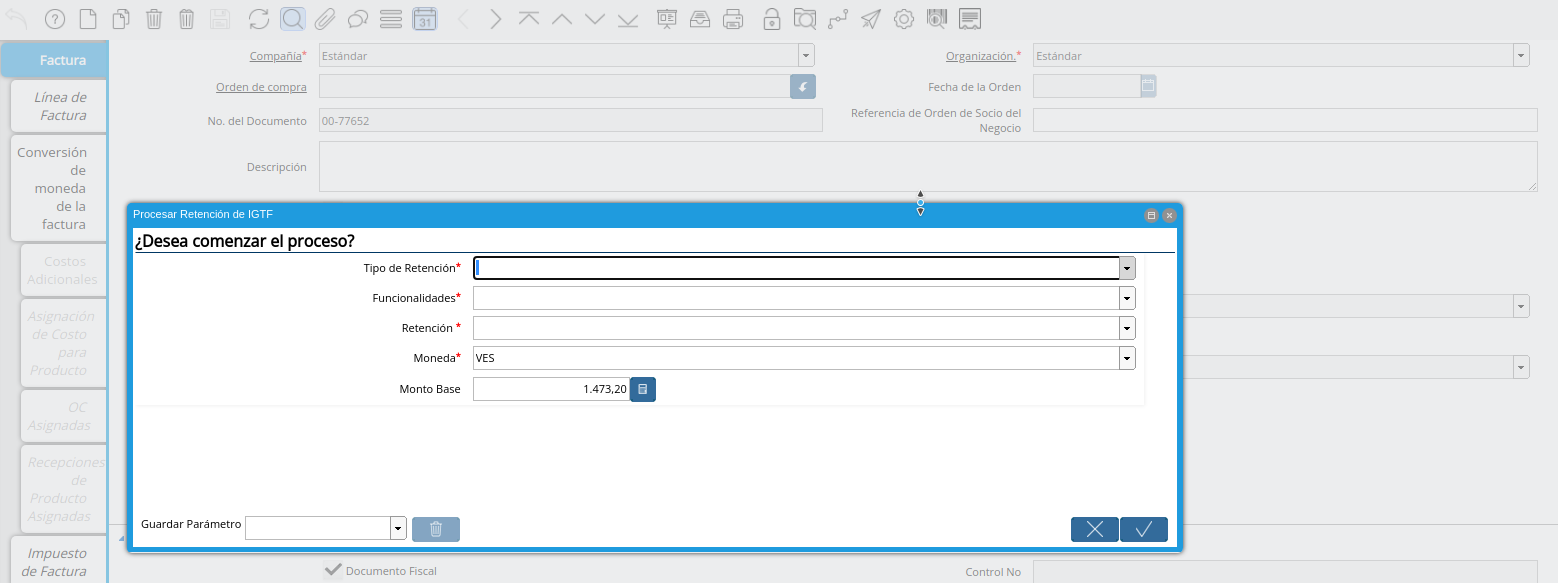 31
Factura
Línea de
Factura
Conversión
de
moneda
de la
factura
Costos
Adicionales
Asignación
de Costo
para
Producto
OC
Asignadas
Recepciones
de
Producto
Asignadas
Impuesto
de Factura
Compañía* Estándar
Organización.* Estándar
Orden de compra
Fecha de la Orden
No. del Documento 00-77652
Referencia de Orden de Socio del
Negocio
Descripción
Procesar Retención de IGTF
¿Desea comenzar el proceso?
Tipo de Retención*
Funcionalidades*
Retención *
Moneda* VES
Monto Base 1.473,20
Guardar Parámetro
Documento Fiscal
Control No